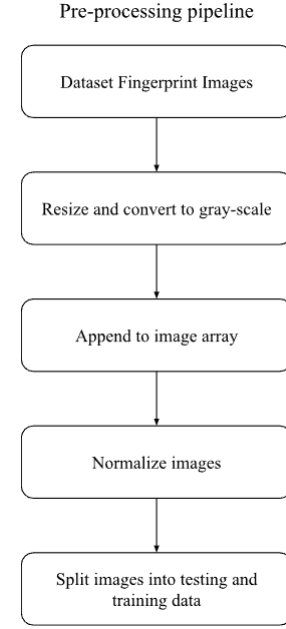 Pre-processing pipeline
Dataset Fingerprint Images
Resize and convert to gray-scale
Append to image array
Normalize images
Split images into testing and
training data